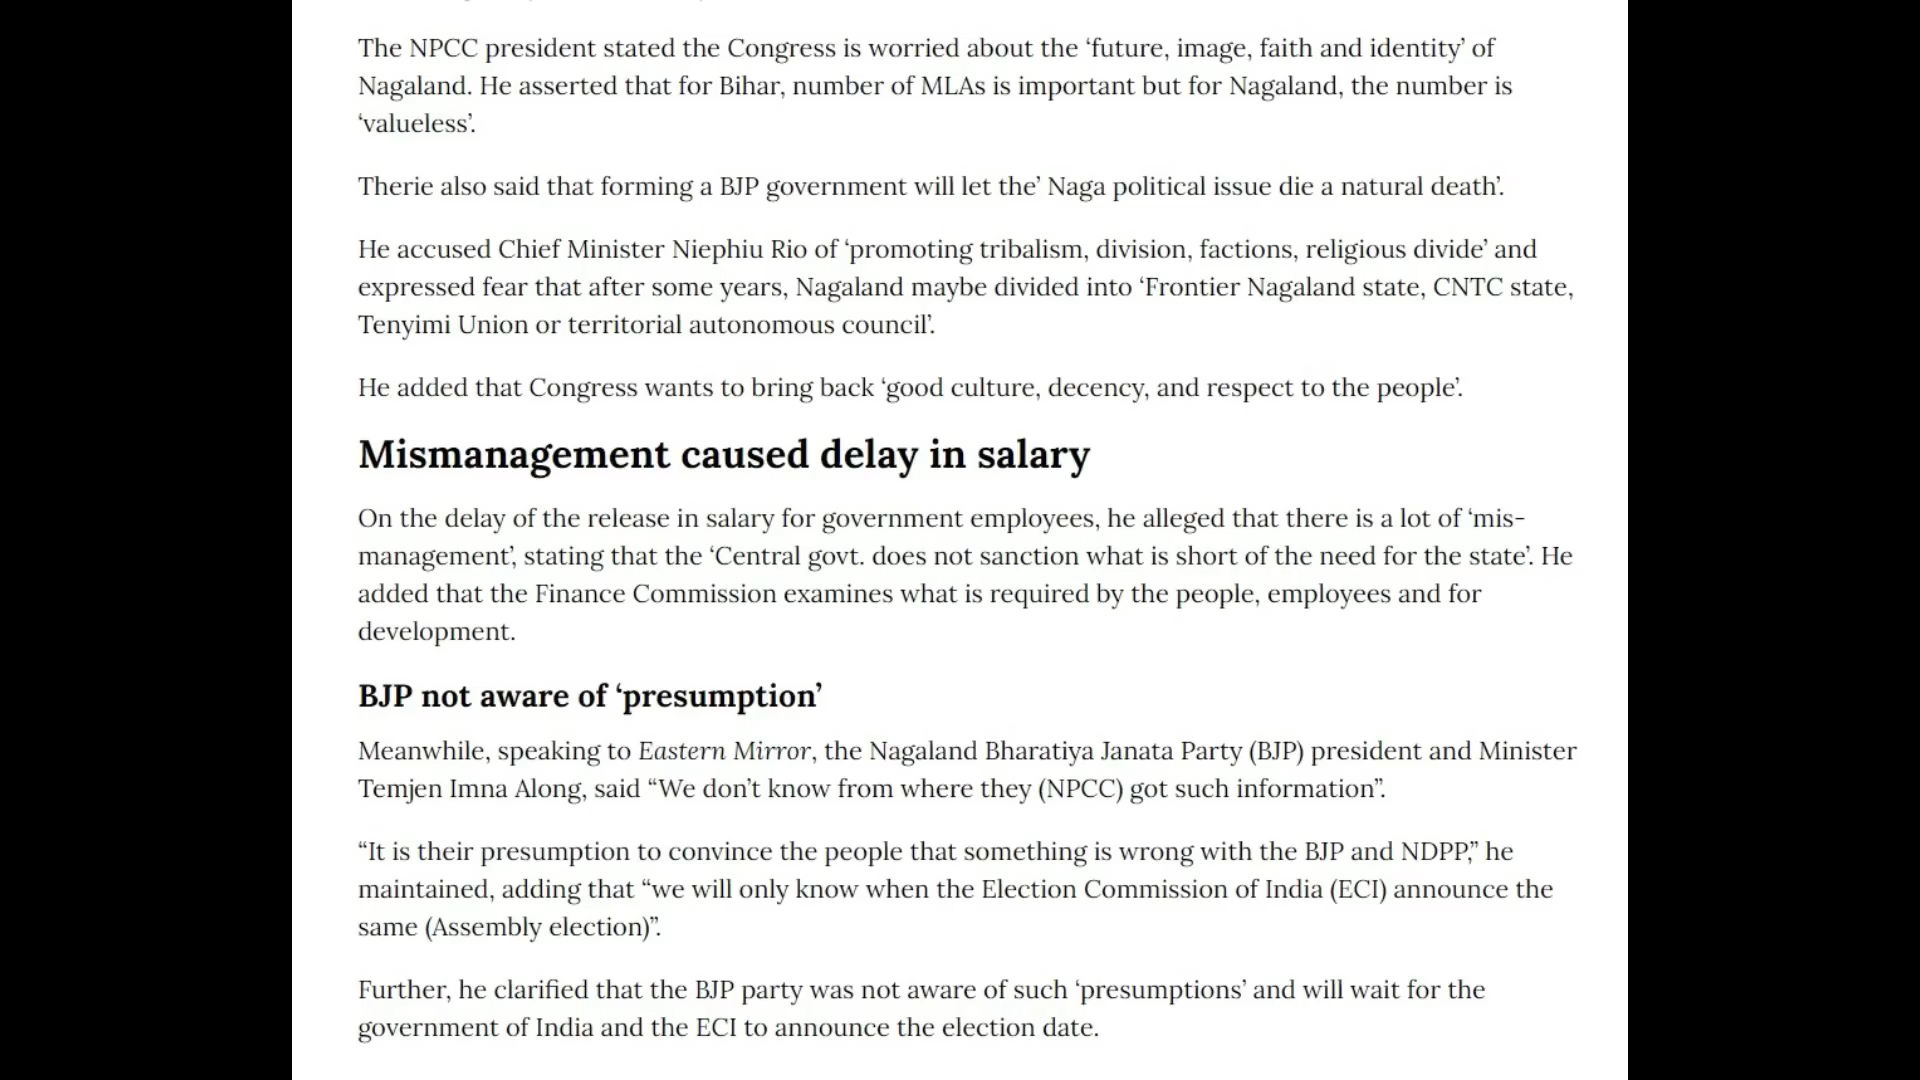 The NPCC president stated the Congress is worried about the ‘future, image, faith and identity’ of
Nagaland. He asserted that for Bihar, number of MLAs is important but for Nagaland, the number is
‘valueless’.
Therie also said that forming a BJP government will let the’ Naga political issue die a natural death’.
He accused Chief Minister Niephiu Rio of ‘promoting tribalism, division, factions, religious divide’ and
expressed fear that after some years, Nagaland maybe divided into ‘Frontier Nagaland state, CNTC state,
Tenyimi Union or territorial autonomous council’.
He added that Congress wants to bring back ‘good culture, decency, and respect to the people’.
Mismanagement caused delay in salary
On the delay of the release in salary for government employees, he alleged that there is a lot of ‘mis-
management’, stating that the ‘Central govt. does not sanction what is short of the need for the state’. He
added that the Finance Commission examines what is required by the people, employees and for
development.
BJP not aware of ‘presumption’
Meanwhile, speaking to Eastern Mirror, the Nagaland Bharatiya Janata Party (BJP) president and Minister
Temjen Imna Along, said “We don’t know from where they (NPCC) got such information”.
“It is their presumption to convince the people that something is wrong with the BJP and NDPP,” he
maintained, adding that “we will only know when the Election Commission of India (ECI) announce the
same (Assembly election)”.
Further, he clarified that the BJP party was not aware of such ‘presumptions’ and will wait for the
government of India and the ECI to announce the election date.